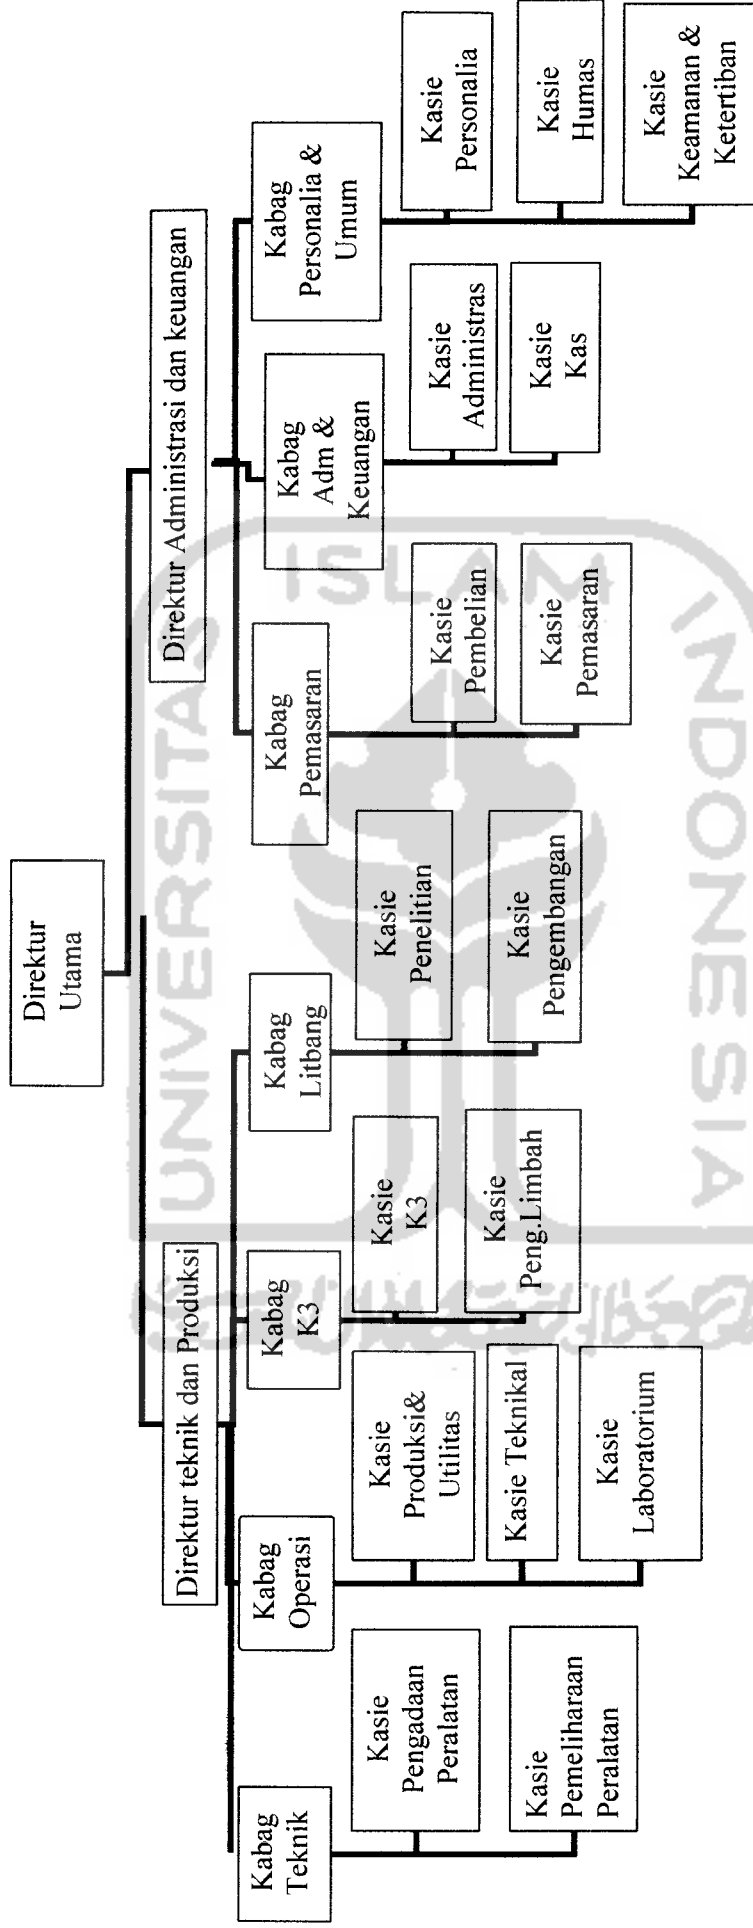 Direktur
Utama
Direktur teknik dan Produksi
Direktur Administrasi dan keuangan
Kabag
Teknik
Kabag
Operasi
Kabag
K3
Kabag
Litbang
Kabag
Pemasaran
Kabag
Adm &
Keuangan
Kabag
Personalia &
Umum
Kasie
Pengadaan
Peralatan
Kasie
Pemeliharaan
Peralatan
Kasie
Produksi&
Utilitas
Kasie Teknikal
Kasie
Laboratorium
Kasie
K3
Kasie
Peng.Limbah
Kasie
Penelitian
Kasie
Pengembangan
Kasie
Pembelian
Kasie
Pemasaran
Kasie
Administras
Kasie
Kas
Kasie
Personalia
Kasie
Humas
Kasie
Keamanan &
Ketertiban
UNIVERSITAS
ISLAM
INDONESIA